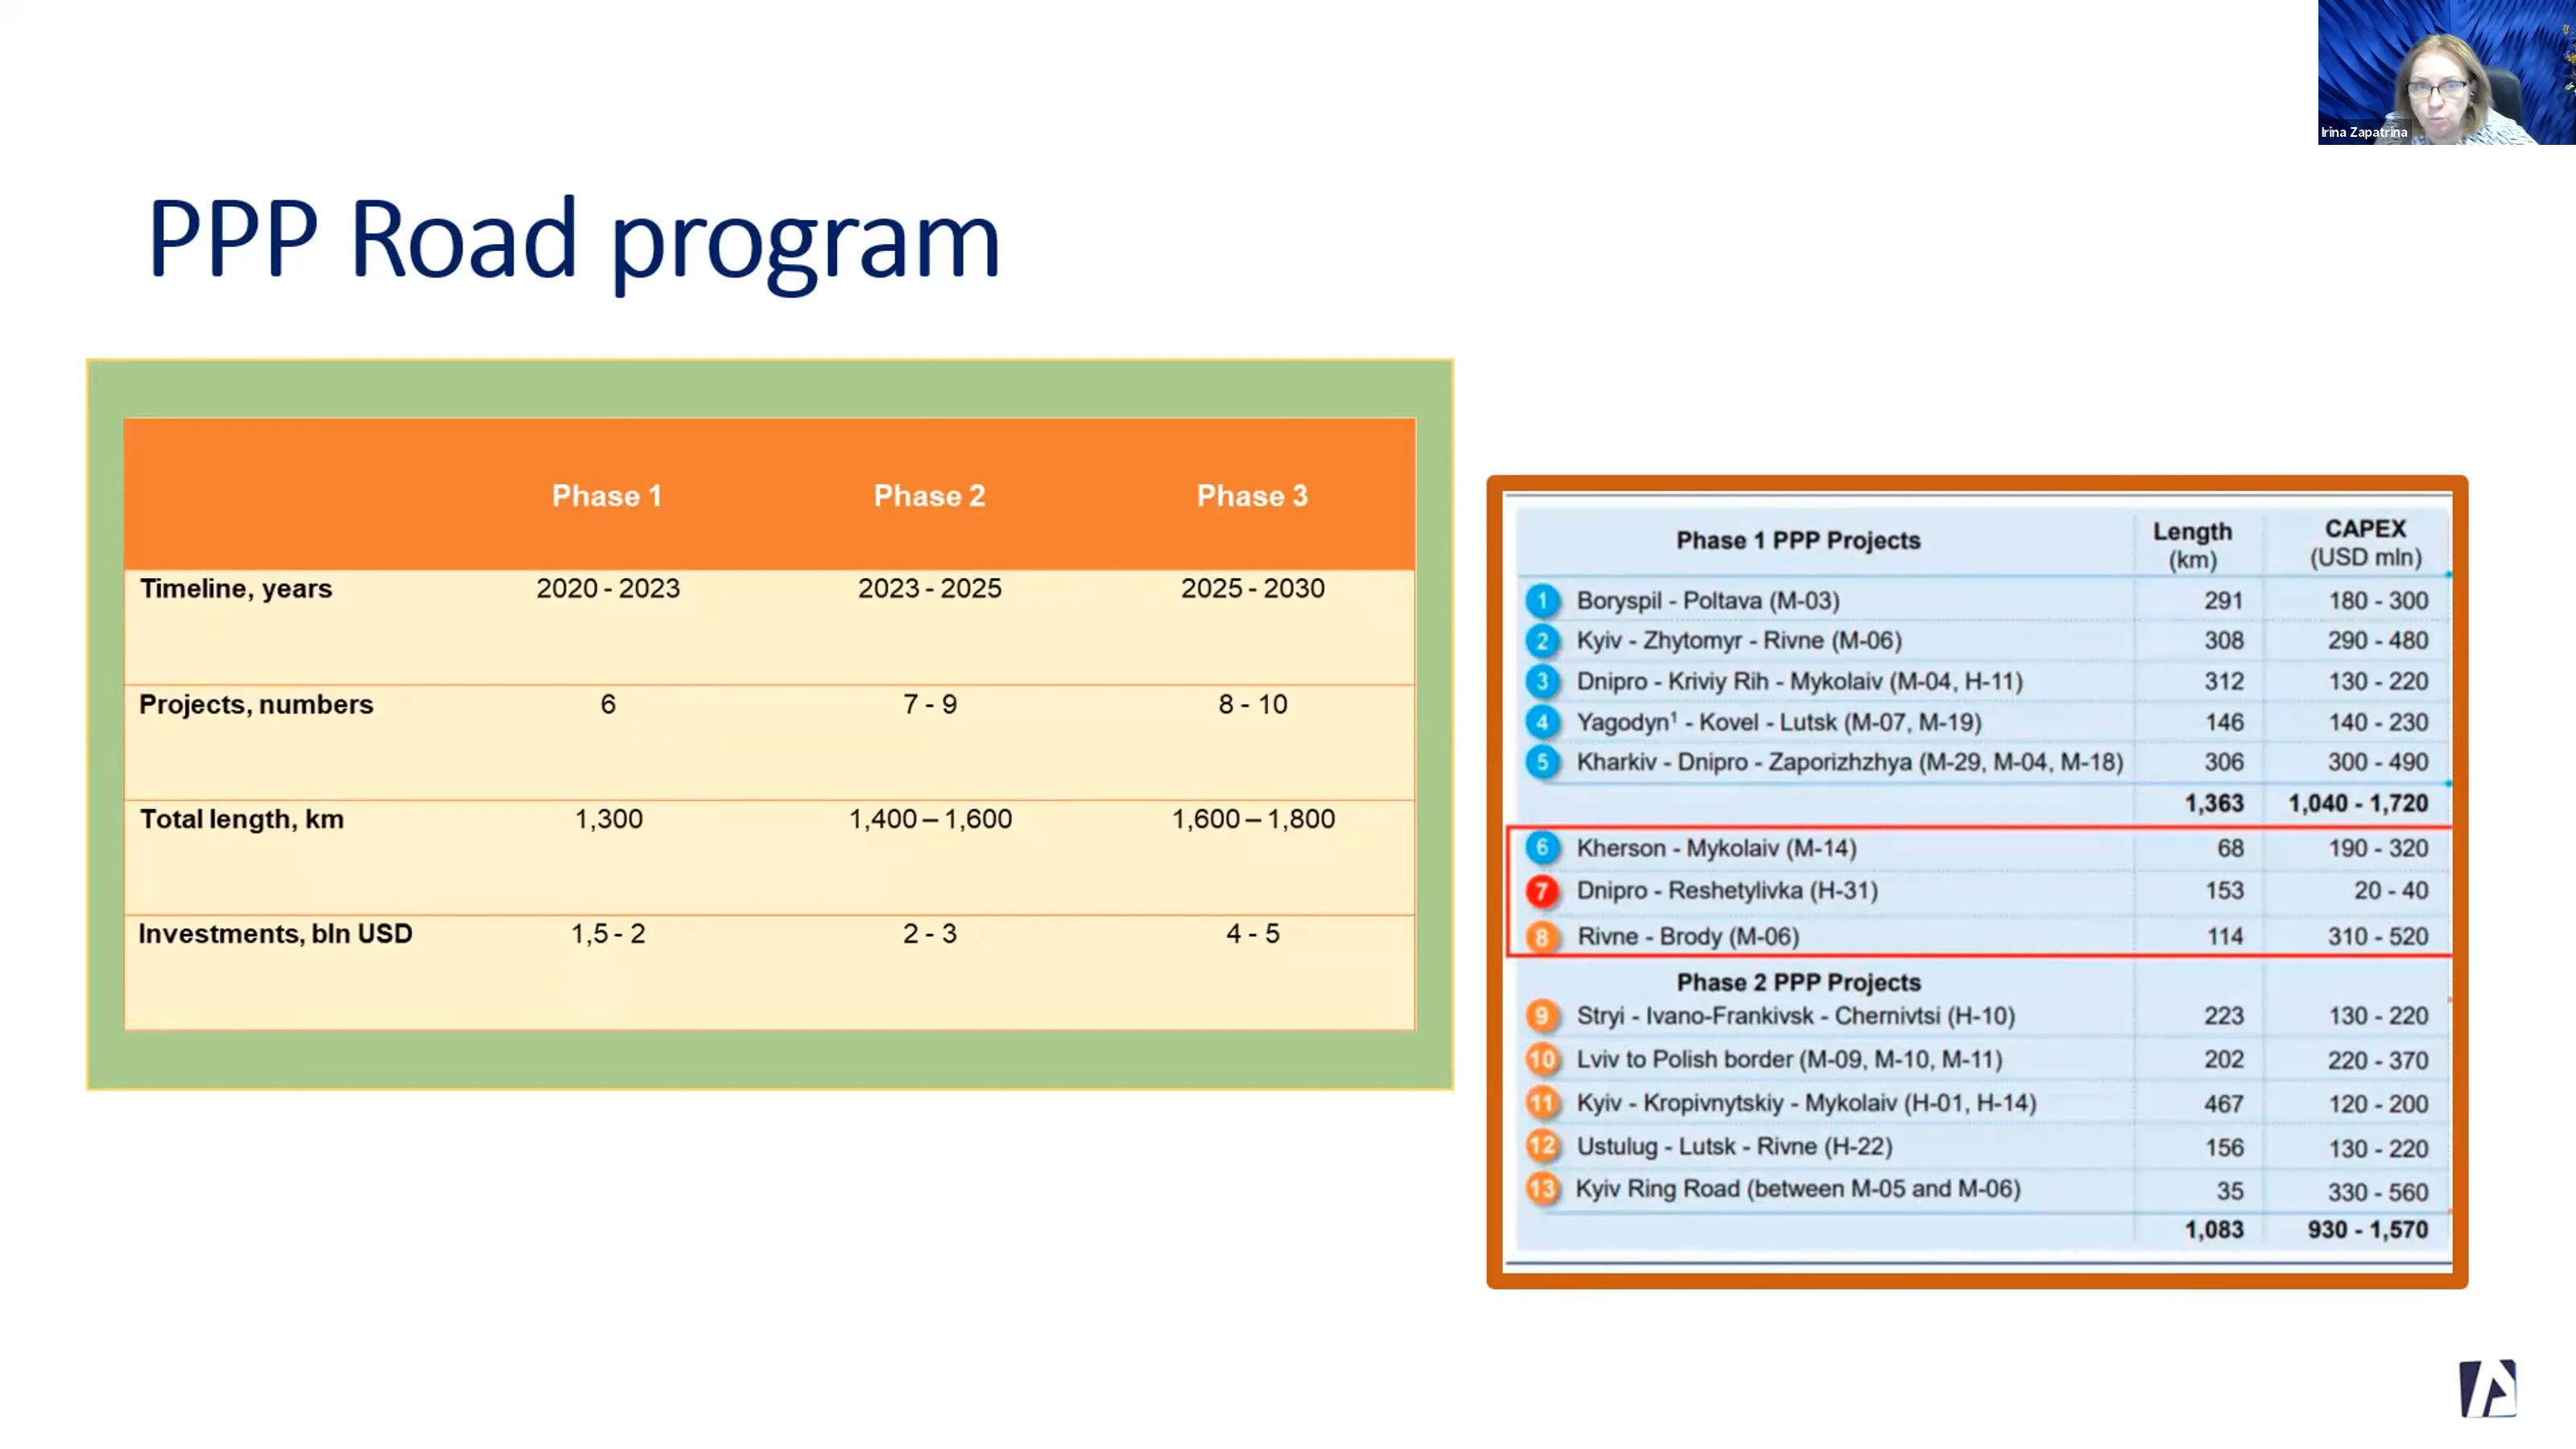 Irina Zapatrina
PPP Road program
Phase 1 Phase 2 Phase 3
Timeline, years 2020 - 2023 2023 - 2025 2025 - 2030
Projects, numbers 6 7 - 9 8 - 10
Total length, km 1,300 1,400 – 1,600 1,600 – 1,800
Investments, bln USD 1,5 - 2 2 - 3 4 - 5
Phase 1 PPP Projects Length (km) CAPEX (USD mln)
1 Boryspil - Poltava (M-03) 291 180 - 300
2 Kyiv - Zhytomyr - Rivne (M-06) 308 290 - 480
3 Dnipro - Kriviy Rih - Mykolaiv (M-04, H-11) 312 130 - 220
4 Yagodyn¹ - Kovel - Lutsk (M-07, M-19) 146 140 - 230
5 Kharkiv - Dnipro - Zaporizhzhya (M-29, M-04, M-18) 306 300 - 490
1,363 1,040 - 1,720
6 Kherson - Mykolaiv (M-14) 68 190 - 320
7 Dnipro - Reshetylivka (H-31) 153 20 - 40
8 Rivne - Brody (M-06) 114 310 - 520
Phase 2 PPP Projects
9 Stryi - Ivano-Frankivsk - Chernivtsi (H-10) 223 130 - 220
10 Lviv to Polish border (M-09, M-10, M-11) 202 220 - 370
11 Kyiv - Kropivnytskiy - Mykolaiv (H-01, H-14) 467 120 - 200
12 Ustulug - Lutsk - Rivne (H-22) 156 130 - 220
13 Kyiv Ring Road (between M-05 and M-06) 35 330 - 560
1,083 930 - 1,570